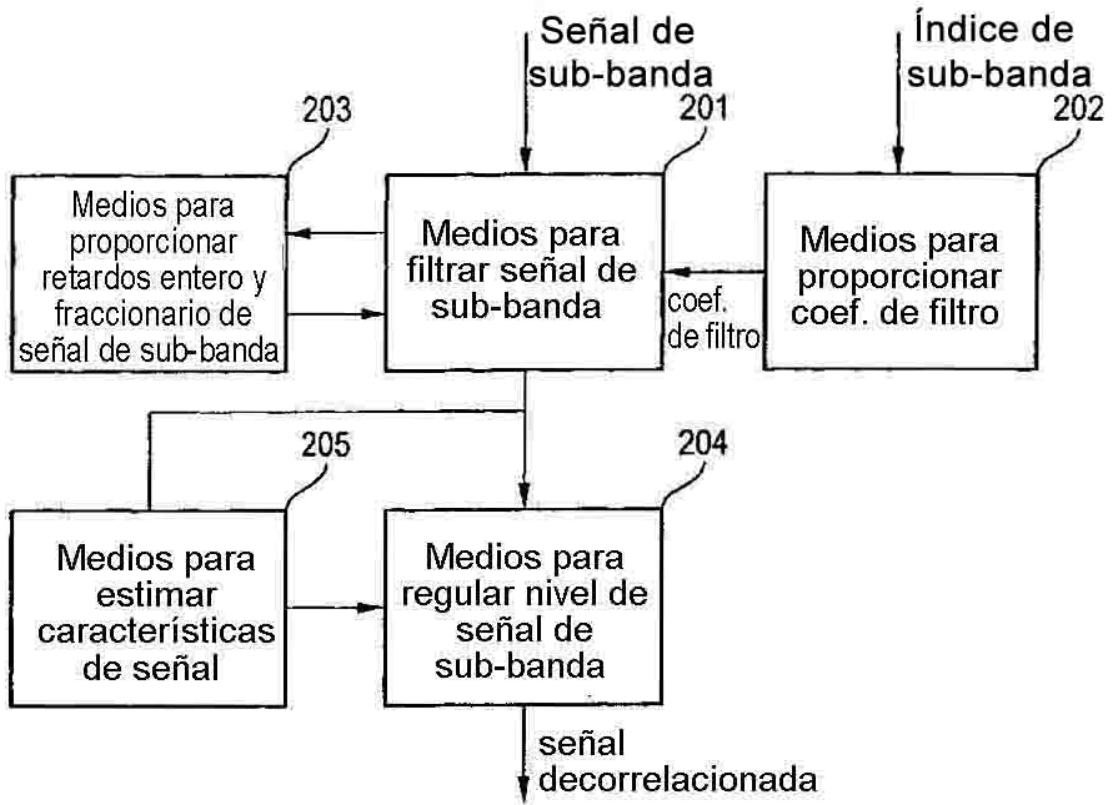 Señal de
sub-banda
Índice de
sub-banda
203
201
202
Medios para
proporcionar
retardos entero y
fraccionario de
señal de sub-banda
Medios para
filtrar señal de
sub-banda
coef.
de filtro
Medios para
proporcionar
coef. de filtro
205
204
Medios para
estimar
características
de señal
Medios para
regular nivel de
señal de
sub-banda
señal
decorrelacionada